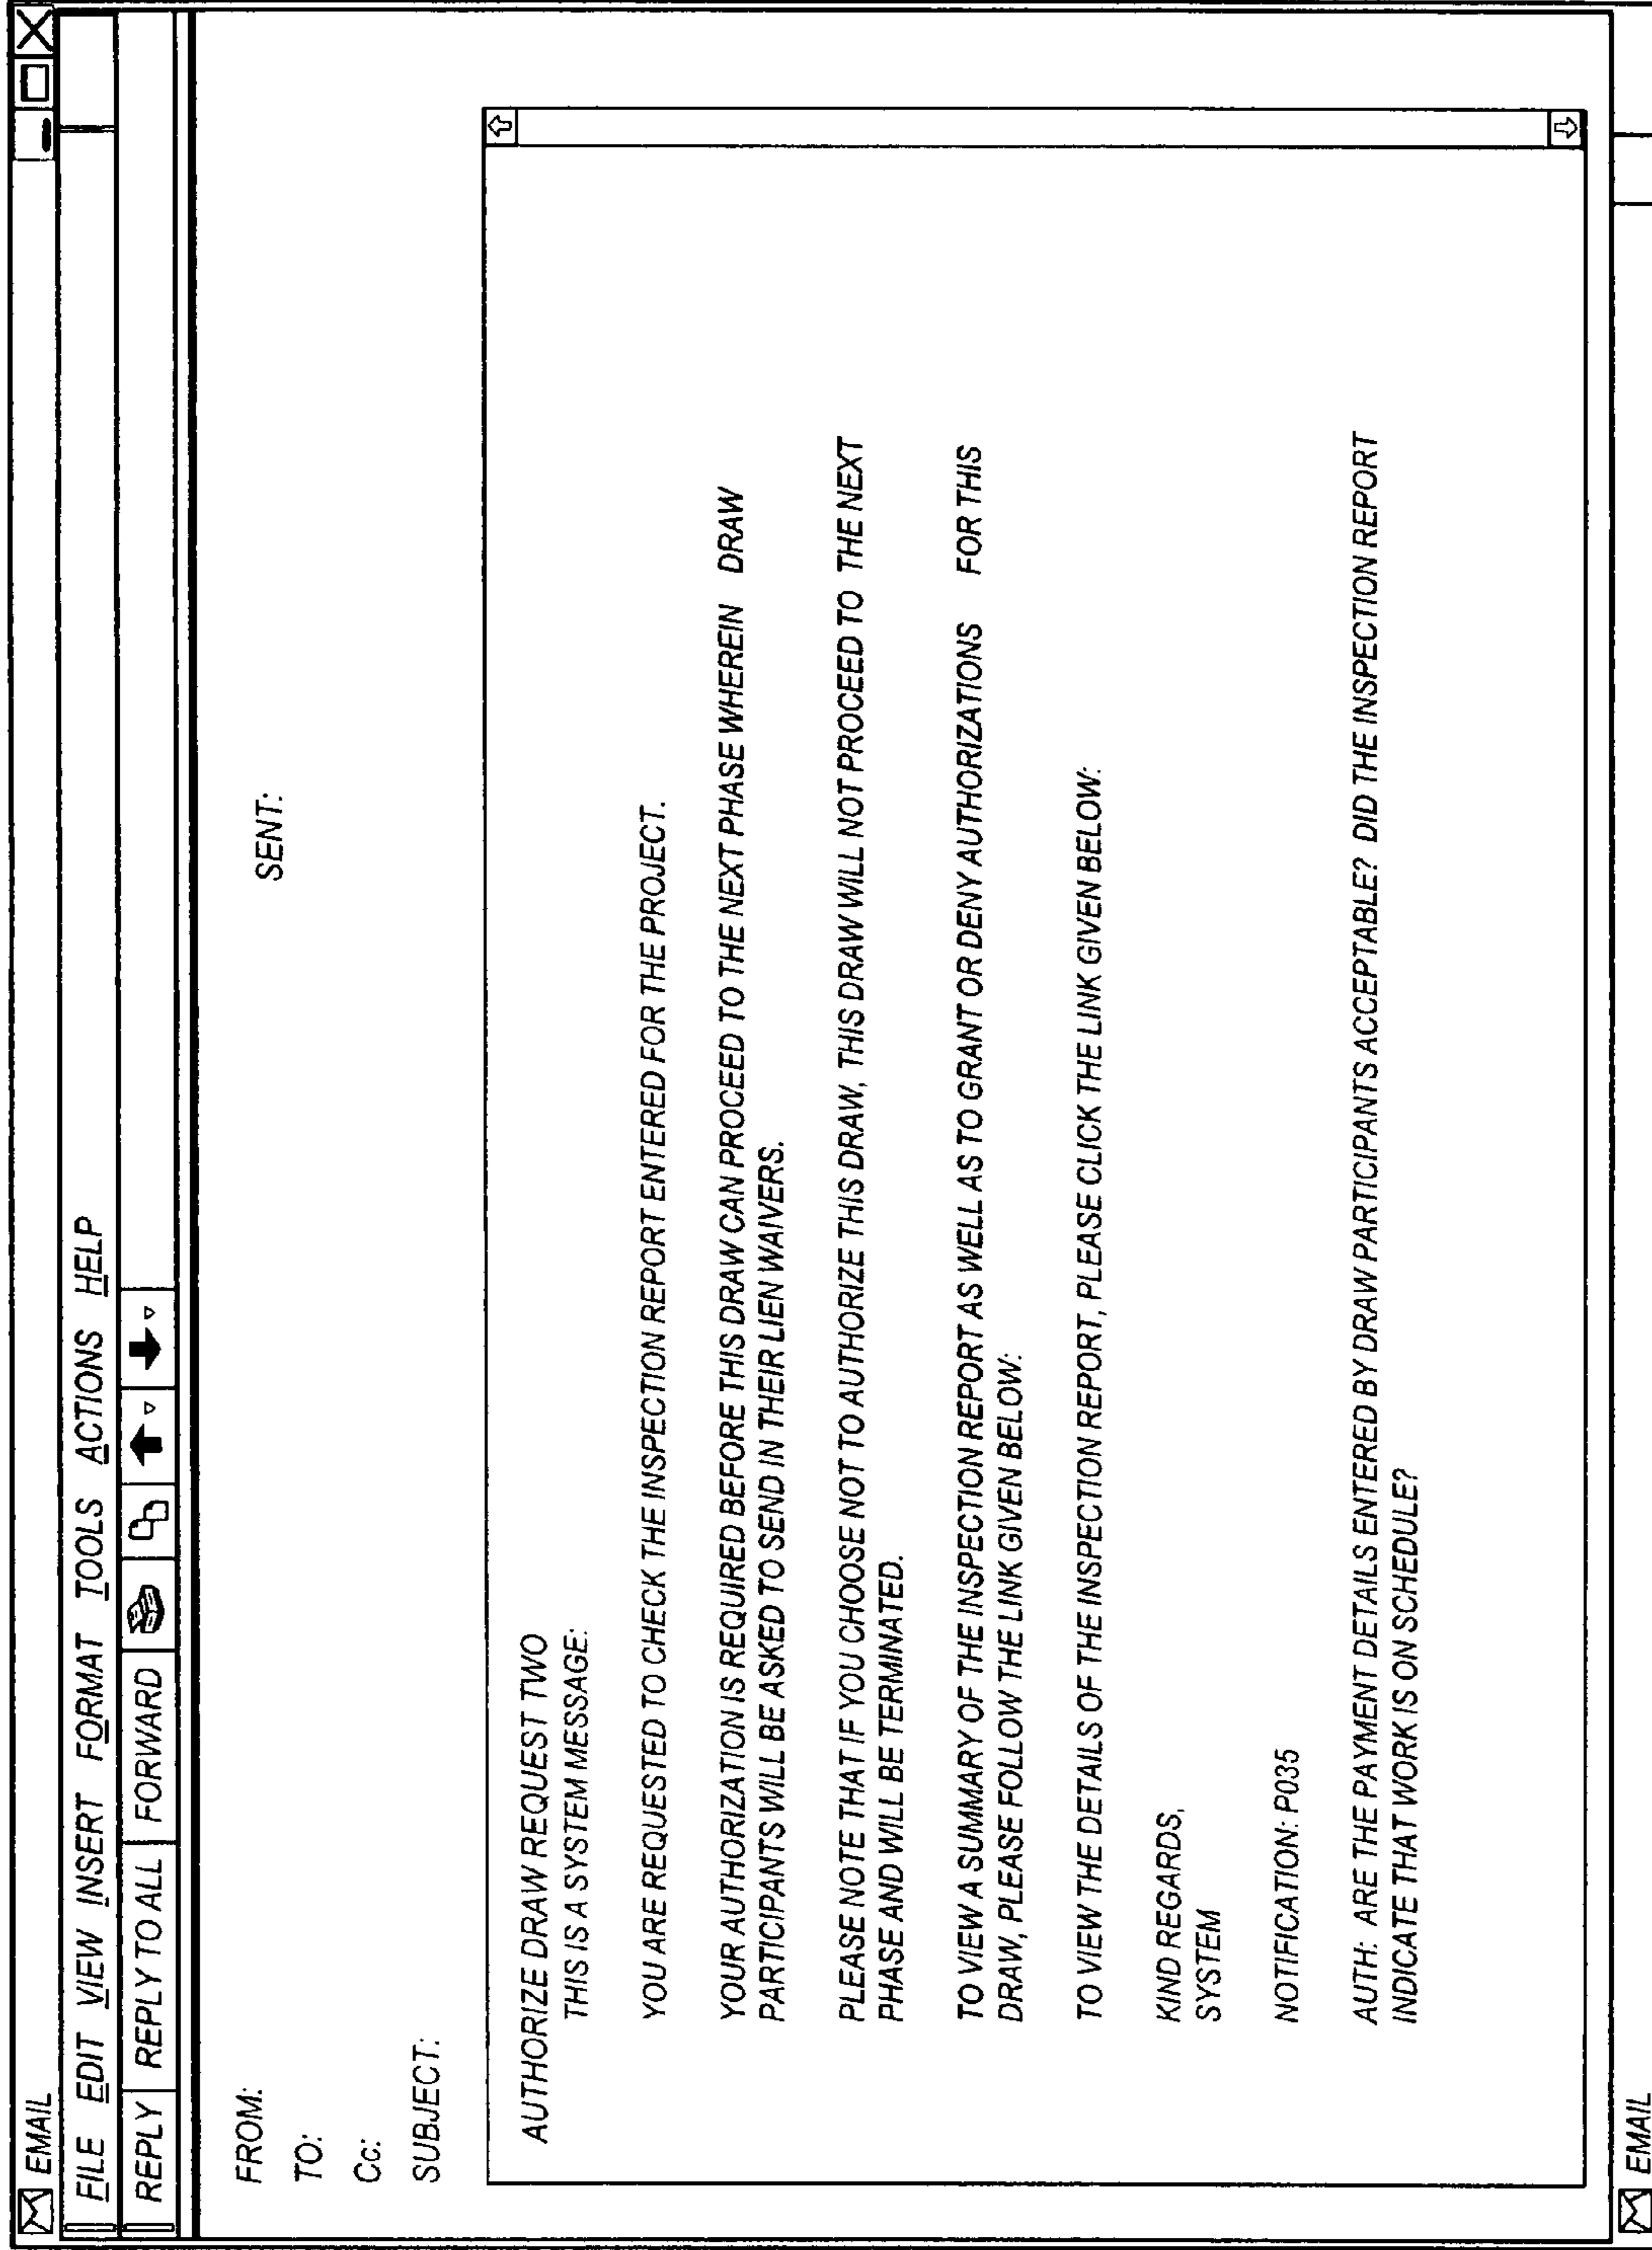 EMAIL
FILE EDIT VIEW INSERT FORMAT TOOLS ACTIONS HELP
REPLY REPLY TO ALL FORWARD
FROM:
SENT:
TO:
Cc:
SUBJECT:
AUTHORIZE DRAW REQUEST TWO
THIS IS A SYSTEM MESSAGE:
YOU ARE REQUESTED TO CHECK THE INSPECTION REPORT ENTERED FOR THE PROJECT.
YOUR AUTHORIZATION IS REQUIRED BEFORE THIS DRAW CAN PROCEED TO THE NEXT PHASE WHEREIN DRAW
PARTICIPANTS WILL BE ASKED TO SEND IN THEIR LIEN WAIVERS.
PLEASE NOTE THAT IF YOU CHOOSE NOT TO AUTHORIZE THIS DRAW, THIS DRAW WILL NOT PROCEED TO THE NEXT
PHASE AND WILL BE TERMINATED.
TO VIEW A SUMMARY OF THE INSPECTION REPORT AS WELL AS TO GRANT OR DENY AUTHORIZATIONS FOR THIS
DRAW, PLEASE FOLLOW THE LINK GIVEN BELOW:
TO VIEW THE DETAILS OF THE INSPECTION REPORT, PLEASE CLICK THE LINK GIVEN BELOW:
KIND REGARDS,
SYSTEM
NOTIFICATION: P035
AUTH: ARE THE PAYMENT DETAILS ENTERED BY DRAW PARTICIPANTS ACCEPTABLE? DID THE INSPECTION REPORT
INDICATE THAT WORK IS ON SCHEDULE?
EMAIL